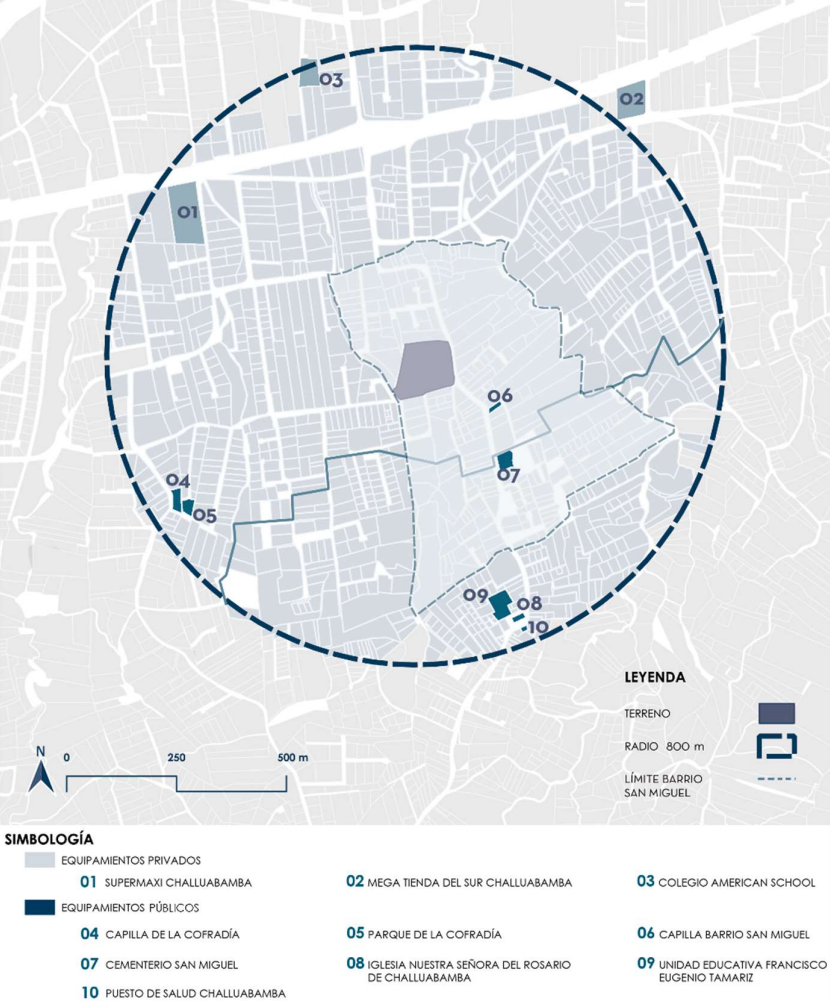 03
02
01
06
07
04
05
09
08
10
LEYENDA
TERRENO
RADIO 800 m
LÍMITE BARRIO
SAN MIGUEL
N
0 250 500 m
SIMBOLOGÍA
EQUIPAMIENTOS PRIVADOS
01 SUPERMAXI CHALLUABAMBA
02 MEGA TIENDA DEL SUR CHALLUABAMBA
03 COLEGIO AMERICAN SCHOOL
EQUIPAMIENTOS PÚBLICOS
04 CAPILLA DE LA COFRADÍA
05 PARQUE DE LA COFRADÍA
06 CAPILLA BARRIO SAN MIGUEL
07 CEMENTERIO SAN MIGUEL
08 IGLESIA NUESTRA SEÑORA DEL ROSARIO
DE CHALLUABAMBA
09 UNIDAD EDUCATIVA FRANCISCO
EUGENIO TAMARIZ
10 PUESTO DE SALUD CHALLUABAMBA